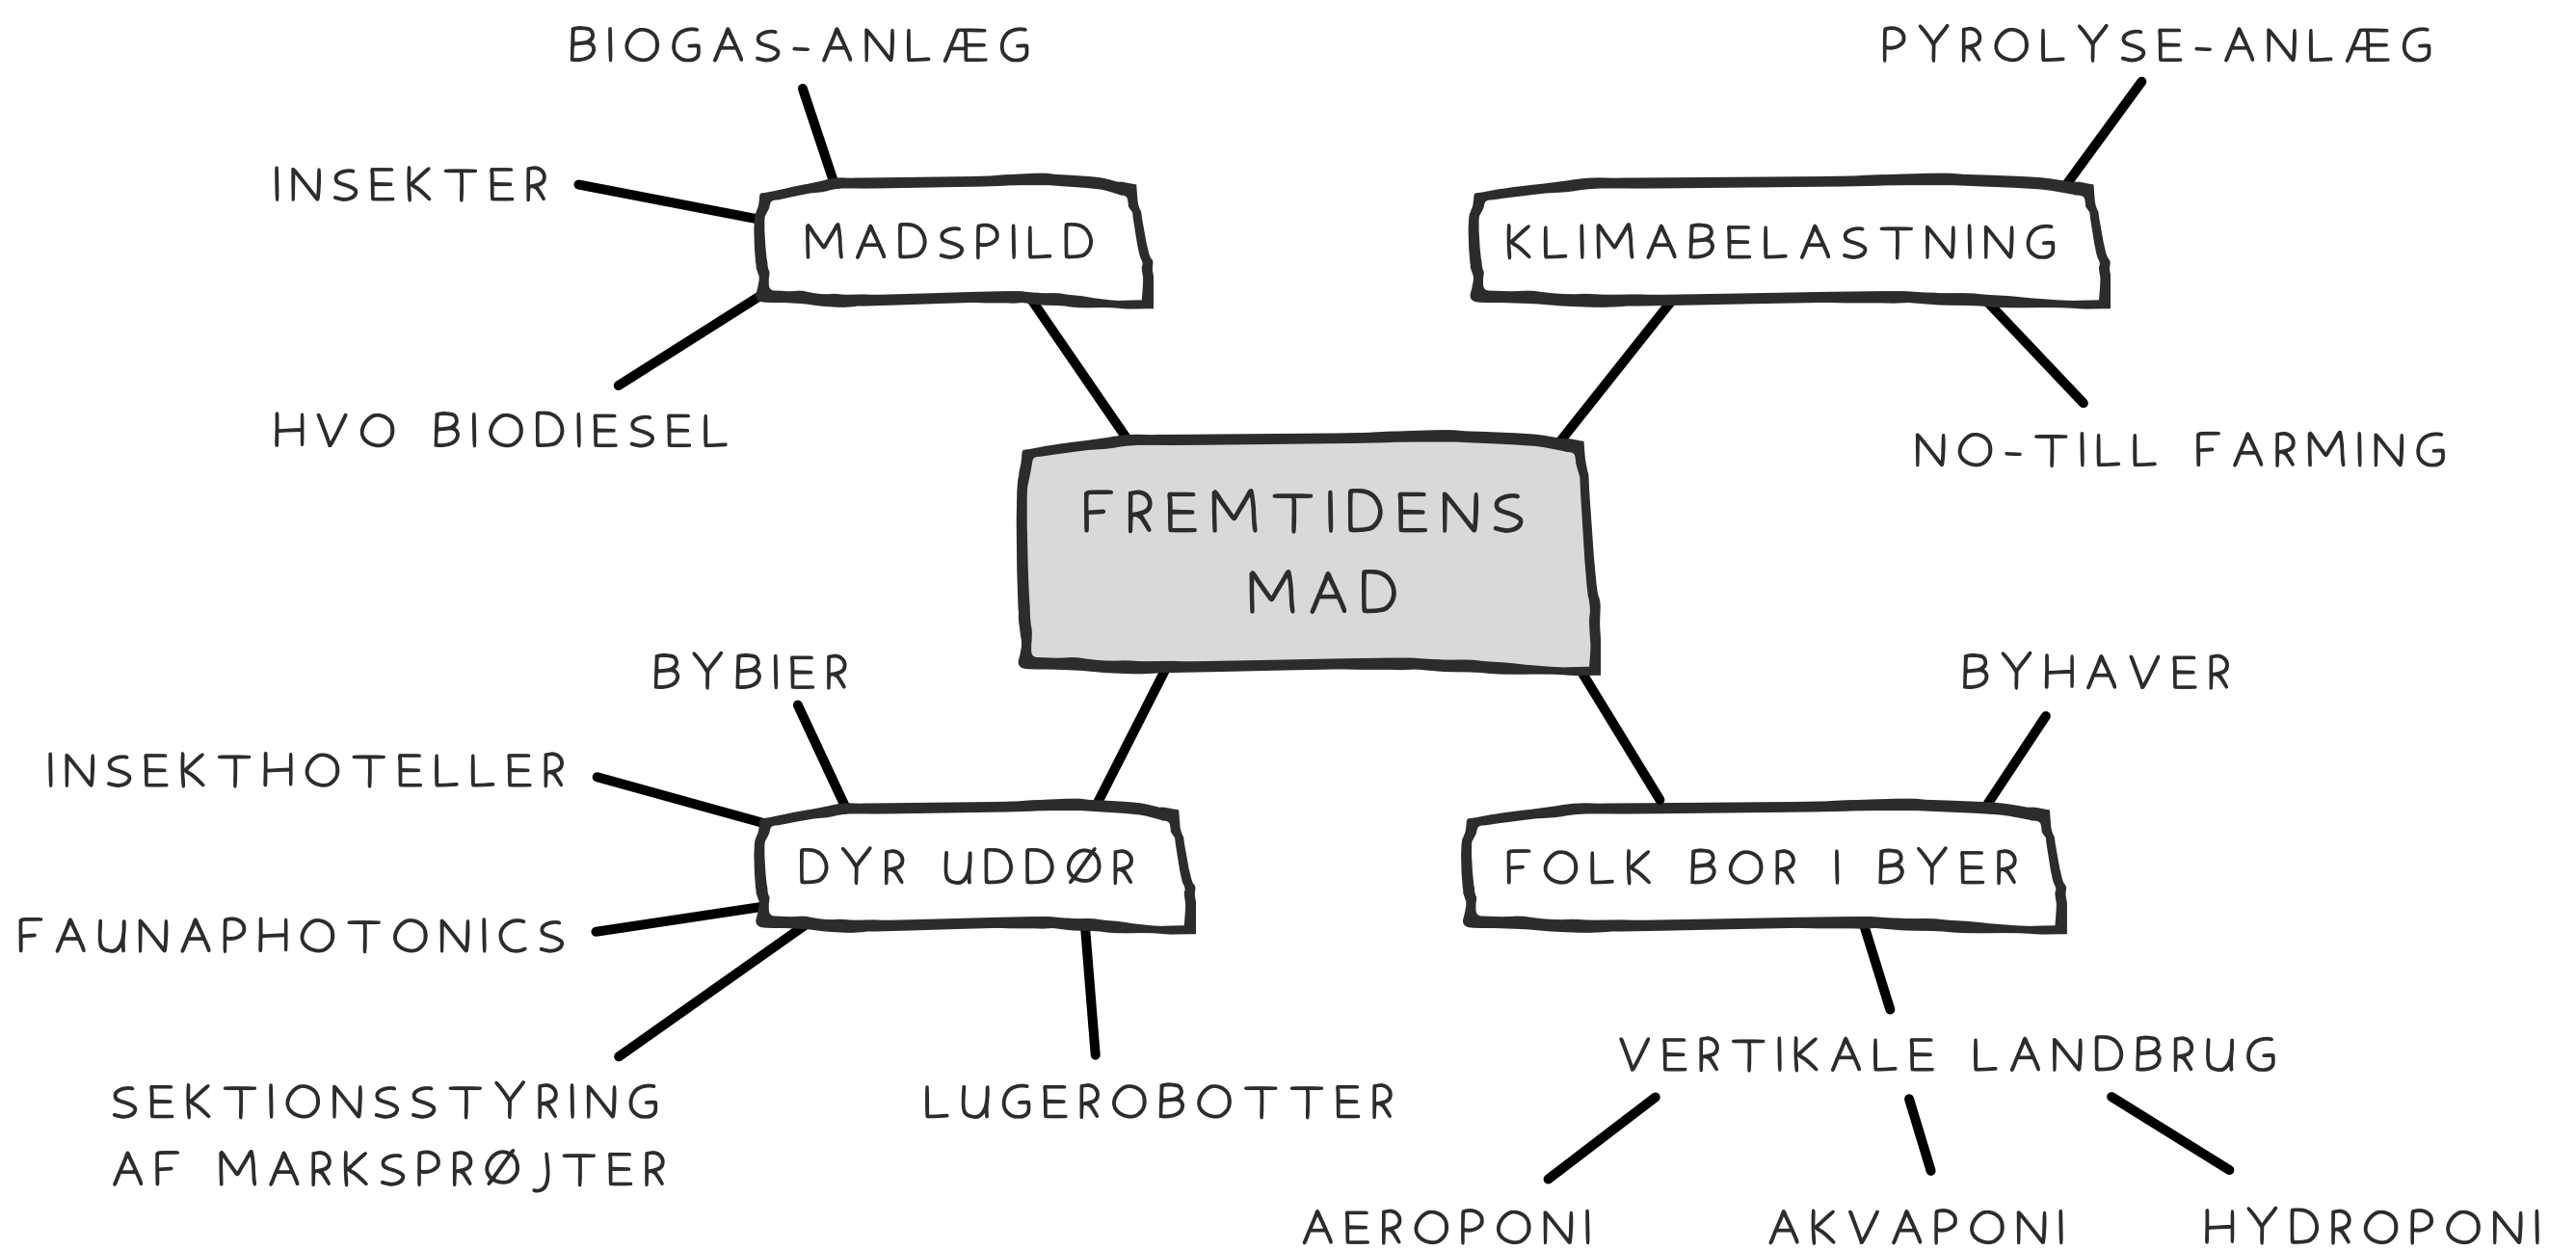 BIOGAS-ANLÆG
PYROLYSE-ANLÆG
INSEKTER
MADSPILD
KLIMABELASTNING
HVO BIODIESEL
NO-TILL FARMING
FREMTIDENS
MAD
BYBIER
BYHAVER
INSEKTHOTELLER
DYR UDDØR
FOLK BOR I BYER
FAUNAPHOTONICS
VERTIKALE LANDBRUG
SEKTIONSSTYRING
AF MARKSPRØJTER
LUGEROBOTTER
AEROPONI
AKVAPONI
HYDROPONI